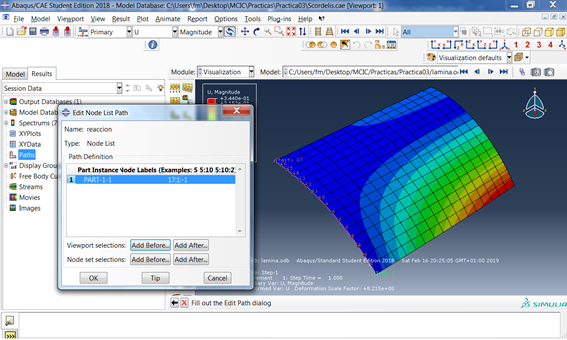 Abaqus/CAE Student Edition 2018 - Model Database: C:\Users\fm\Desktop\MCIC\Practicas\Practica03\Scordelis.cae [Viewport: 1]
File Model Viewport View Result Plot Animate Report Options Tools Plug-ins Help
Primary U Magnitude All
Visualization defaults 1 2 3 4
Model Results Module: Visualization Model: C:/Users/fm/Desktop/MCIC/Practicas/Practica03/lamina.odb
Session Data
Output Databases (1)
Model Database
Spectrums (7)
XYPlots
XYData
Paths
Display Group
Free Body Cut
Streams
Movies
Images
U, Magnitude
+3.440e-01
Edit Node List Path
Name: reaccion
Type: Node List
Path Definition
Part Instance Node Labels (Examples: 5 5:10 5:10:2)
1 PART-1-1 17:1:-1
Viewport selections: Add Before... Add After...
Node set selections: Add Before... Add After...
OK Tip Cancel
lamina.odb Abaqus/Standard Student Edition 2018 Sat Feb 16 20:25:05 GMT+01:00 2019
Step-1
1: Step Time = 1.000
U, Magnitude
U Deformation Scale Factor: +8.215e+00
Fill out the Edit Path dialog
SIMULIA